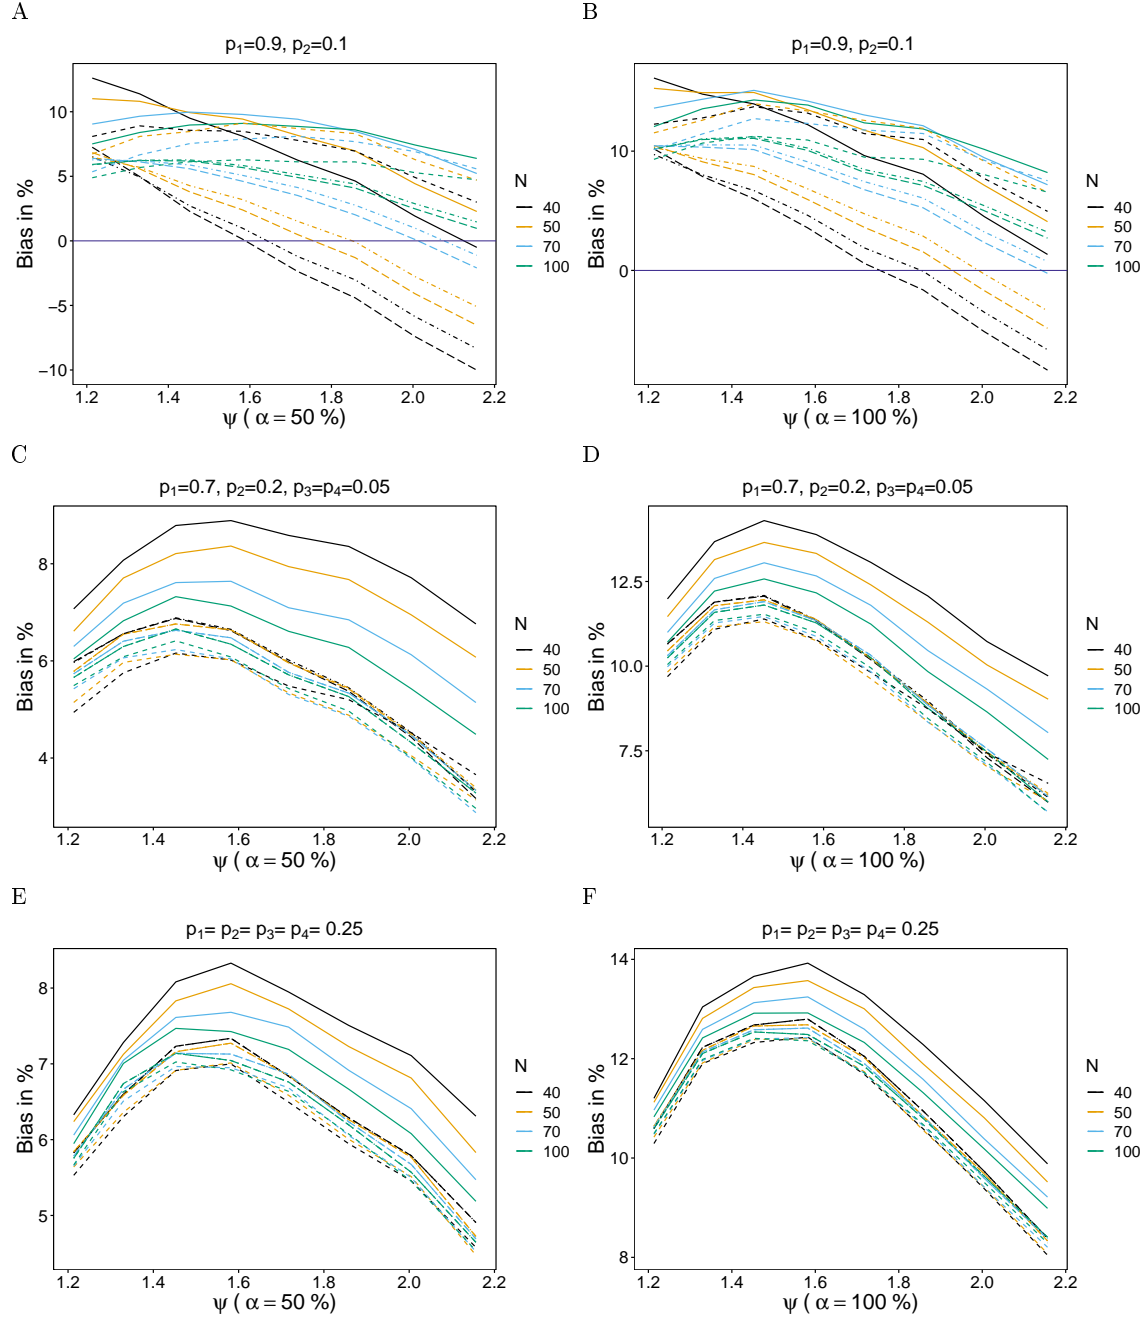 A
p1=0.9, p2=0.1
Bias in %
10
5
0
−5
−10
1.2 1.4 1.6 1.8 2.0 2.2
ψ ( α = 50 %)
N
40
50
70
100
B
p1=0.9, p2=0.1
Bias in %
10
0
1.2 1.4 1.6 1.8 2.0 2.2
ψ ( α = 100 %)
N
40
50
70
100
C
p1=0.7, p2=0.2, p3=p4=0.05
Bias in %
8
6
4
1.2 1.4 1.6 1.8 2.0 2.2
ψ ( α = 50 %)
N
40
50
70
100
D
p1=0.7, p2=0.2, p3=p4=0.05
Bias in %
12.5
10.0
7.5
1.2 1.4 1.6 1.8 2.0 2.2
ψ ( α = 100 %)
N
40
50
70
100
E
p1= p2= p3= p4= 0.25
Bias in %
8
7
6
5
1.2 1.4 1.6 1.8 2.0 2.2
ψ ( α = 50 %)
N
40
50
70
100
F
p1= p2= p3= p4= 0.25
Bias in %
14
12
10
8
1.2 1.4 1.6 1.8 2.0 2.2
ψ ( α = 100 %)
N
40
50
70
100